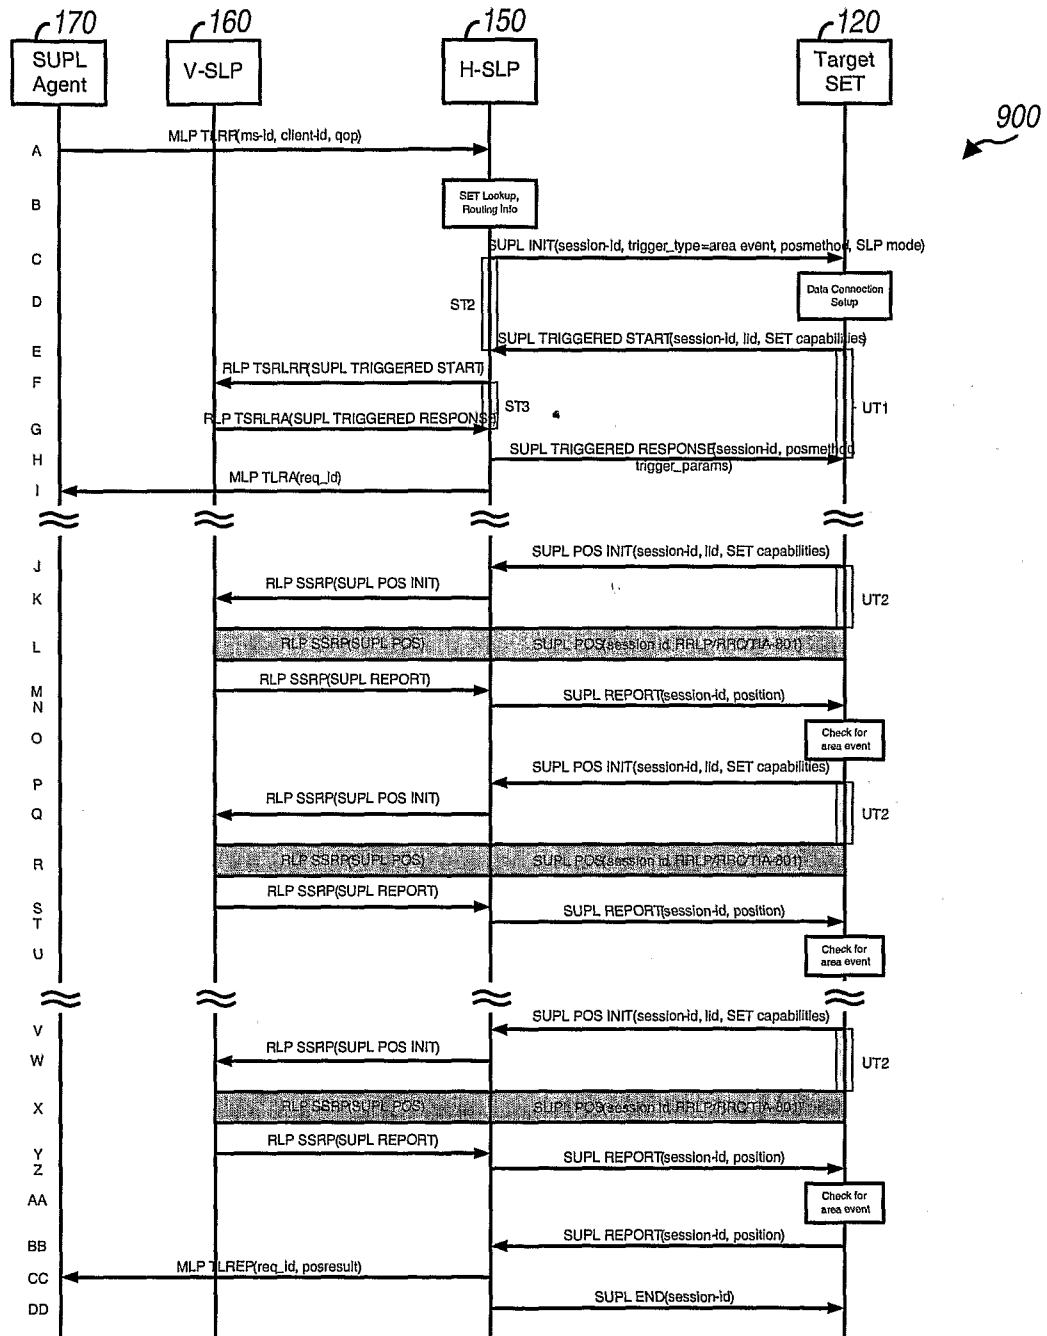 170
160
150
120
SUPL
Agent
V-SLP
H-SLP
Target
SET
900
MLP TLRR(ms-id, client-id, qop)
A
SET Lookup,
Routing Info
B
SUPL INIT(session-id, trigger_type=area event, posmethod, SLP mode)
C
Data Connection
Setup
D
ST2
SUPL TRIGGERED START(session-id, lid, SET capabilities)
E
RLP TSRLRR(SUPL TRIGGERED START)
F
ST3
UT1
RLP TSRLRA(SUPL TRIGGERED RESPONSE)
G
SUPL TRIGGERED RESPONSE(session-id, posmethod,
trigger_params)
H
MLP TLRA(req_id)
I
SUPL POS INIT(session-id, lid, SET capabilities)
J
RLP SSRP(SUPL POS INIT)
K
UT2
L
RLP SSRP(SUPL POS)
SUPL POS(session id, RRLP/RRC/TIA-801)
RLP SSRP(SUPL REPORT)
M
SUPL REPORT(session-id, position)
N
O
Check for
area event
SUPL POS INIT(session-id, lid, SET capabilities)
P
RLP SSRP(SUPL POS INIT)
Q
UT2
R
RLP SSRP(SUPL POS)
SUPL POS(session id, RRLP/RRC/TIA-801)
RLP SSRP(SUPL REPORT)
S
SUPL REPORT(session-id, position)
T
U
Check for
area event
SUPL POS INIT(session-id, lid, SET capabilities)
V
RLP SSRP(SUPL POS INIT)
W
UT2
X
RLP SSRP(SUPL POS)
SUPL POS(session id, RRLP/RRC/TIA-801)
RLP SSRP(SUPL REPORT)
Y
SUPL REPORT(session-id, position)
Z
AA
Check for
area event
SUPL REPORT(session-id, position)
BB
MLP TLREP(req_id, posresult)
CC
SUPL END(session-id)
DD